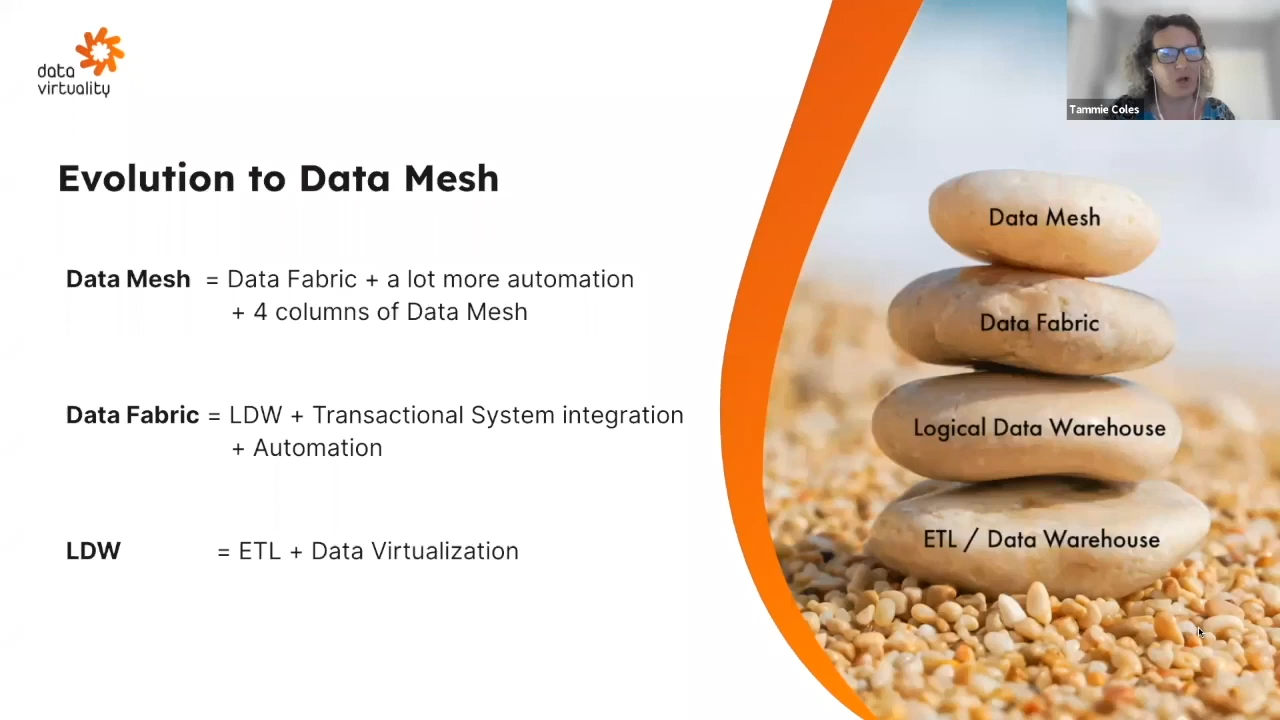 data
virtuality
Tammie Coles
Evolution to Data Mesh
Data Mesh = Data Fabric + a lot more automation
+ 4 columns of Data Mesh
Data Fabric = LDW + Transactional System integration
+ Automation
LDW = ETL + Data Virtualization
Data Mesh
Data Fabric
Logical Data Warehouse
ETL / Data Warehouse